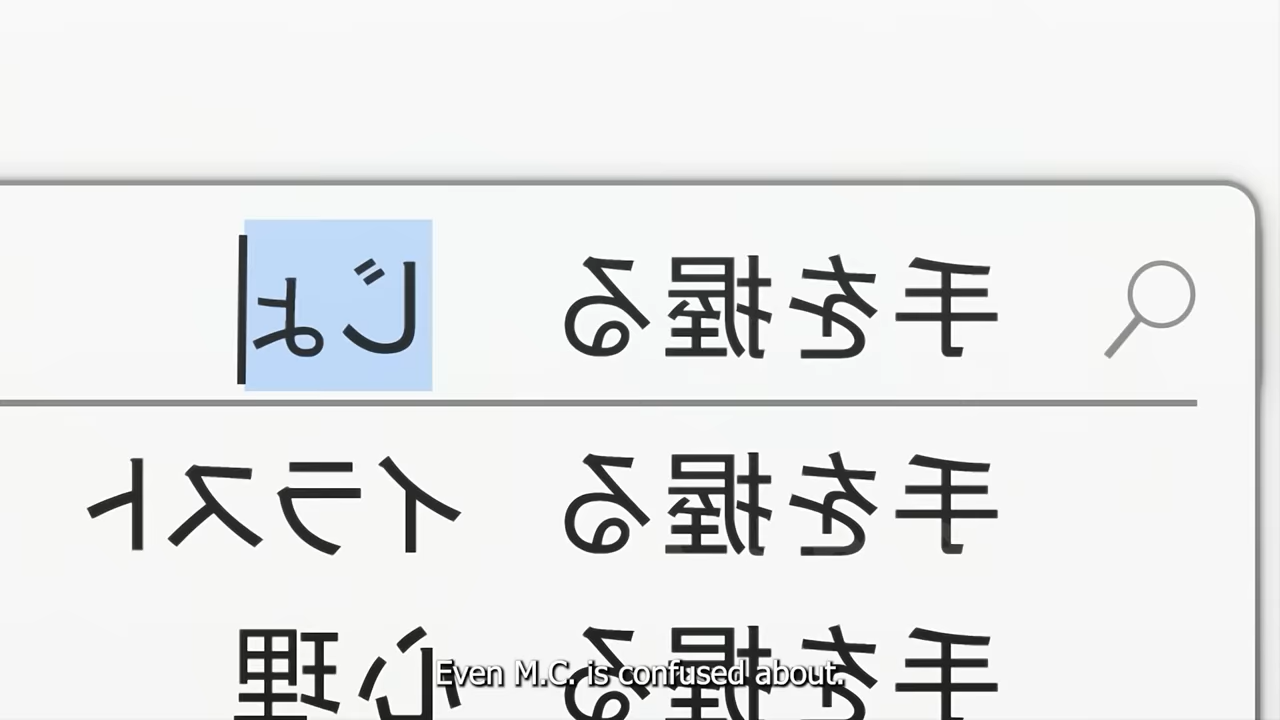 手を握る じょ
手を握る イラスト
手を握る 心理
Even M.C. is confused about.